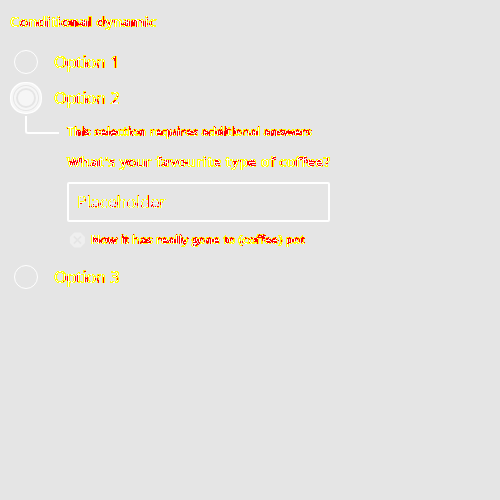 Conditional dynamic
Option 1
Option 2
This selection requires additional answers
What is your favourite type of coffee?
Placeholder
now it has really gone to coffee pot
Option 3